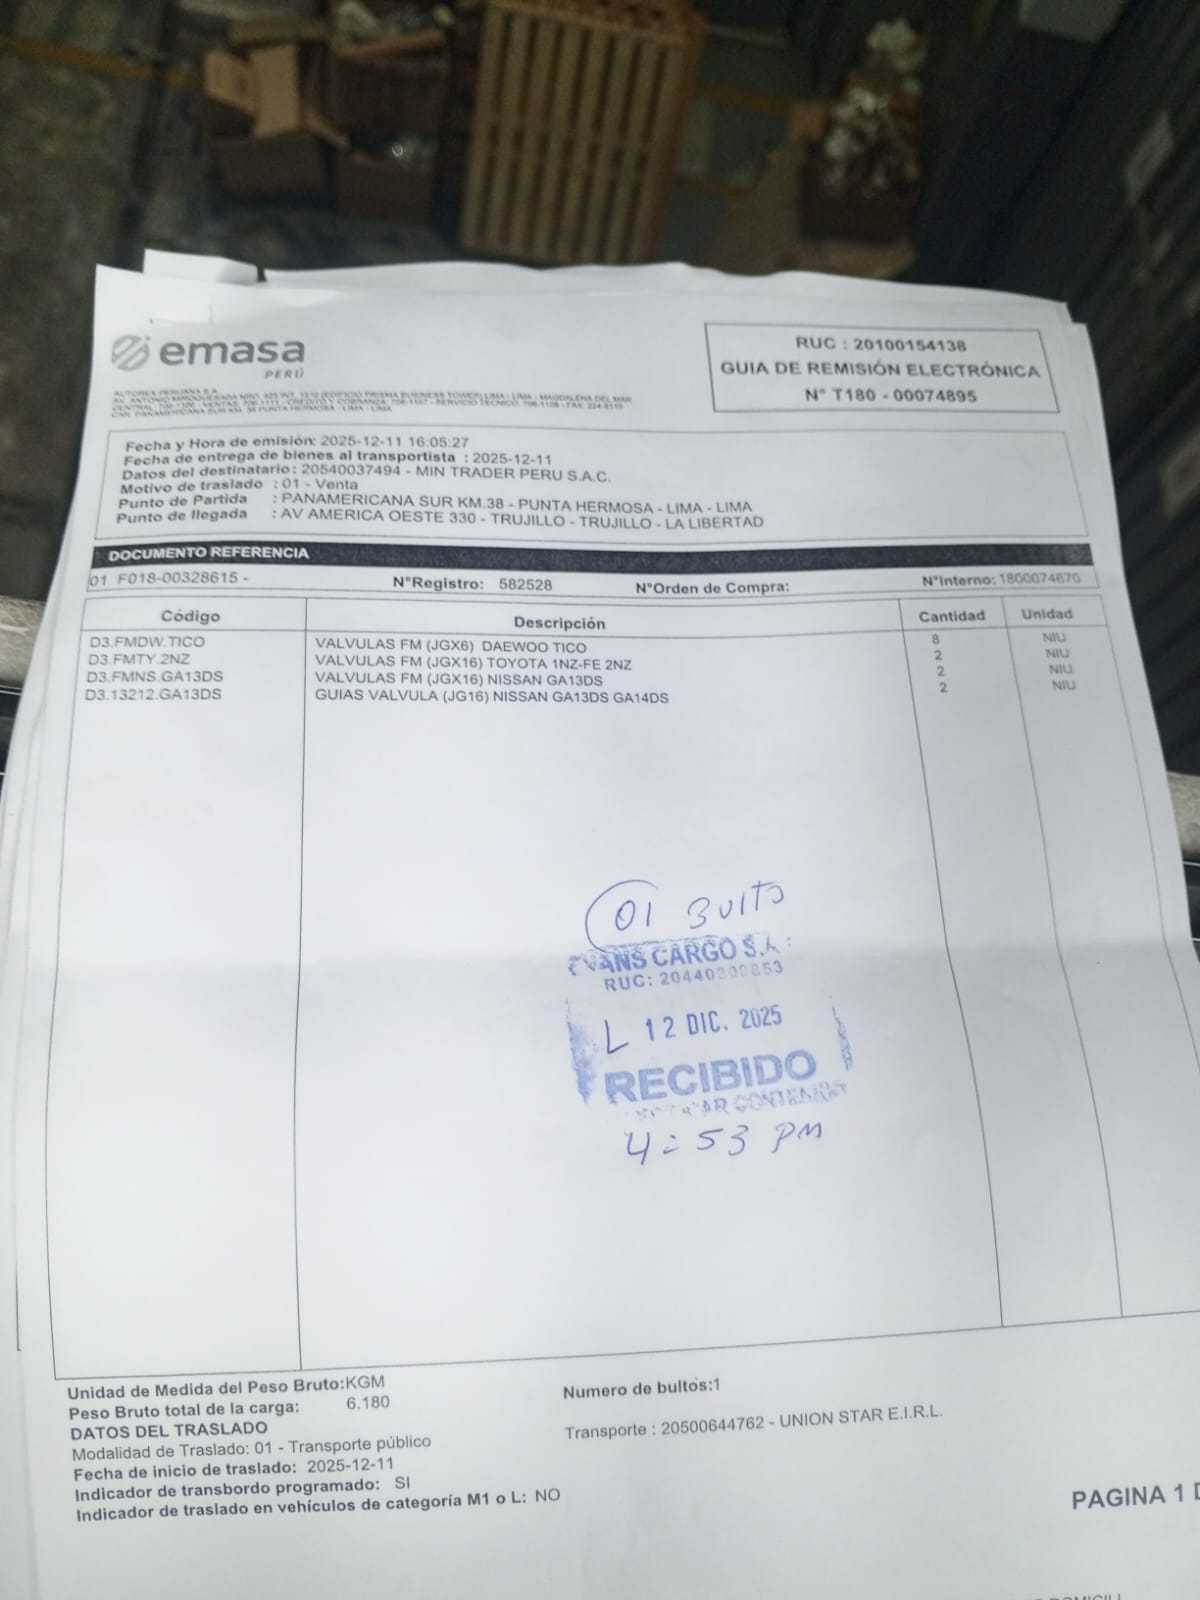 emasa
PERÚ
RUC : 20100154138
GUIA DE REMISIÓN ELECTRÓNICA
N° T180 - 00074895
AUTOREX PERUANA S.A.
Fecha y Hora de emisión: 2025-12-11 16:05:27
Fecha de entrega de bienes al transportista : 2025-12-11
Datos del destinatario : 20540037494 - MIN TRADER PERU S.A.C.
Motivo de traslado : 01 - Venta
Punto de Partida : PANAMERICANA SUR KM.38 - PUNTA HERMOSA - LIMA - LIMA
Punto de llegada : AV AMERICA OESTE 330 - TRUJILLO - TRUJILLO - LA LIBERTAD
DOCUMENTO REFERENCIA
01 F018-00328615 - N°Registro: 582528 N°Orden de Compra: N°Interno: 1800074670
Código Descripción Cantidad Unidad
D3.FMDW.TICO VALVULAS FM (JGX6) DAEWOO TICO 8 NIU
D3.FMTY.2NZ VALVULAS FM (JGX16) TOYOTA 1NZ-FE 2NZ 2 NIU
D3.FMNS.GA13DS VALVULAS FM (JGX16) NISSAN GA13DS 2 NIU
D3.13212.GA13DS GUIAS VALVULA (JG16) NISSAN GA13DS GA14DS 2 NIU
01 Bulto
EVANS CARGO S.A.
RUC:
12 DIC. 2025
RECIBIDO
4:53 pm
Unidad de Medida del Peso Bruto:KGM
Peso Bruto total de la carga: 6.180
Numero de bultos:1
DATOS DEL TRASLADO
Modalidad de Traslado: 01 - Transporte público
Transporte : 20500644762 - UNION STAR E.I.R.L.
Fecha de inicio de traslado: 2025-12-11
Indicador de transbordo programado: SI
Indicador de traslado en vehículos de categoría M1 o L: NO
PAGINA 1